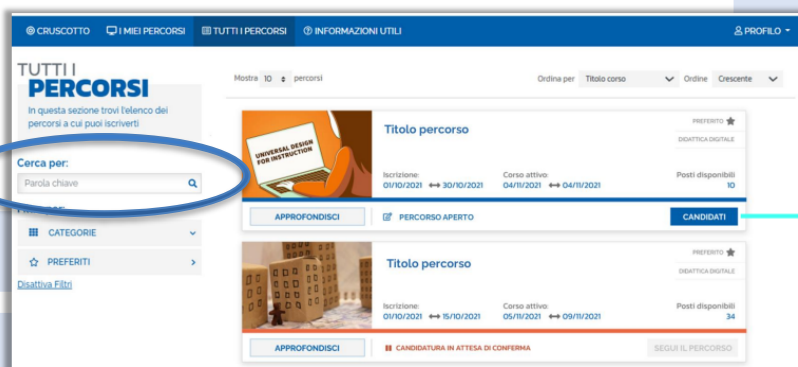 CRUSCOTTO I MIEI PERCORSI TUTTI I PERCORSI INFORMAZIONI UTILI PROFILO
TUTTI I
PERCORSI
In questa sezione trovi l'elenco dei
percorsi a cui puoi iscriverti
Cerca per:
Parola chiave
CATEGORIE
PREFERITI
Disattiva Filtri
Mostra 10 percorsi
Ordina per Titolo corso Ordine Crescente
UNIVERSAL DESIGN
FOR INSTRUCTION
Titolo percorso
PREFERITO
DIDATTICA DIGITALE
Iscrizione: Corso attivo: Posti disponibili
01/10/2021 ↔ 30/10/2021 04/11/2021 ↔ 04/11/2021 10
APPROFONDISCI PERCORSO APERTO CANDIDATI
Titolo percorso
PREFERITO
DIDATTICA DIGITALE
Iscrizione: Corso attivo: Posti disponibili
01/10/2021 ↔ 15/10/2021 05/11/2021 ↔ 09/11/2021 34
APPROFONDISCI CANDIDATURA IN ATTESA DI CONFERMA SEGUI IL PERCORSO